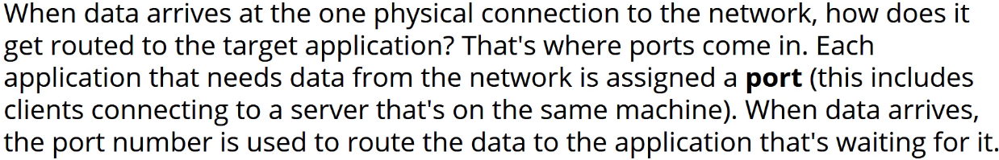 When data arrives at the one physical connection to the network, how does it
get routed to the target application? That's where ports come in. Each
application that needs data from the network is assigned a port (this includes
clients connecting to a server that's on the same machine). When data arrives,
the port number is used to route the data to the application that's waiting for it.